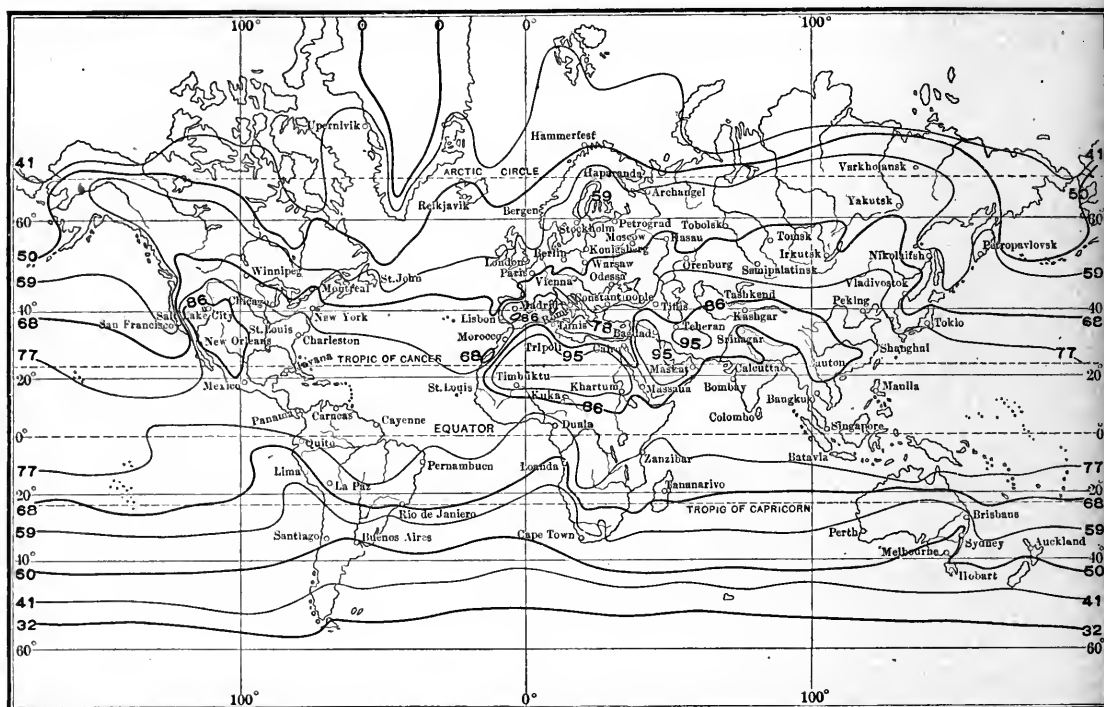 100°
0
0°
0
100°
Upernivik
Hammerfest
41
41
ARCTIC CIRCLE
Haparanda
Archangel
Verkhojansk
Reikjavik
59
50
Yakutsk
60°
60
Bergen
Petrograd
Tobolsk
Stockholm
Moscow
Kasau
Tomsk
Petropavlovsk
50
Berlin
Konigsberg
Irkutsk
Nikolaifsk
London
Warsaw
Orenburg
Semipalatinsk
59
Winnipeg
St.John
Paris
Vienna
Odessa
59
Montreal
Vladivostok
86
Chicago
Madrid
Constantinople
Tiflis
86
Tashkend
Peking
40°
Salt Lake City
New York
Lisbon
86
Rome
Kashgar
40°
68
San Francisco
St. Louis
Tunis
78
Teheran
Tokio
68
New Orleans
Charleston
Morocco
Bagdad
95
Srinagar
Shanghai
77
TROPIC OF CANCER
68
Tripoli
95
Cairo
95
Canton
77
Havana
Maskat
Calcutta
20°
Mexico
St. Louis
Timbuktu
Khartum
Massaua
Bombay
Manila
20°
Kuka
86
Bangkok
Panama
Caracas
Cayenne
Colombo
EQUATOR
Duala
Singapore
0°
0°
Quito
Zanzibar
Batavia
77
Lima
Pernambucn
Loanda
77
La Paz
Tananarivo
20°
20°
68
Rio de Janiero
TROPIG OF CAPRICORN
Brisbans
68
59
Santiago
Buenos Aires
Cape Town
Perth
Sydney
Auckland
59
40°
Melbourne
40°
50
Hobart
50
41
41
32
32
60°
60°
100°
0°
100°